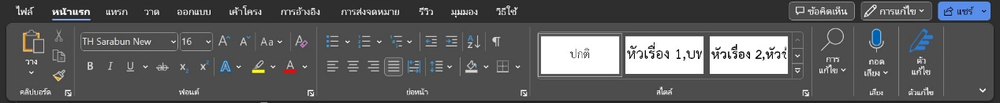 ไฟล์ หน้าแรก แทรก วาด ออกแบบ เค้าโครง การอ้างอิง การส่งจดหมาย รีวิว มุมมอง วิธีใช้ ข้อคิดเห็น การแก้ไข แชร์
วาง
TH Sarabun New 16 A A Aa A
B I U ab x₂ x² A A
ปกติ
หัวเรื่อง 1,บท
หัวเรื่อง 2,หัวข้
การแก้ไข
ถอดเสียง
ตัวแก้ไข
คลิปบอร์ด ฟอนต์ ย่อหน้า สไตล์ เสียง ตัวแก้ไข